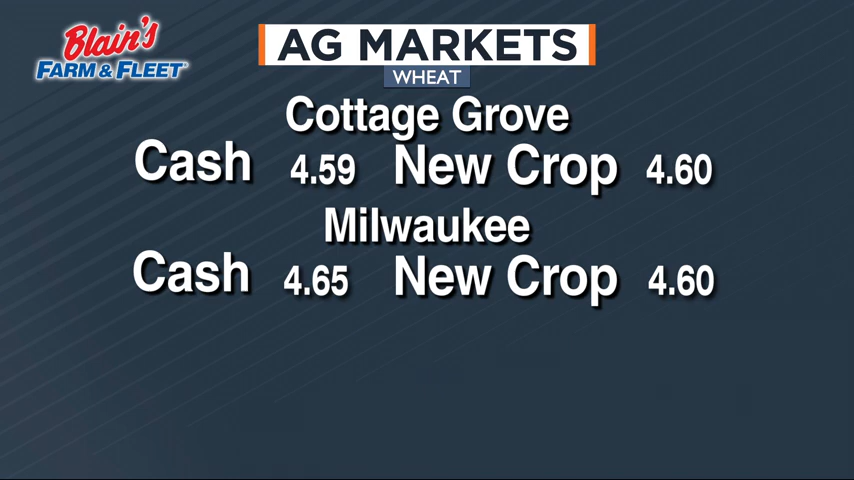 Blain's
FARM & FLEET
AG MARKETS
WHEAT
Cottage Grove
Cash 4.59 New Crop 4.60
Milwaukee
Cash 4.65 New Crop 4.60